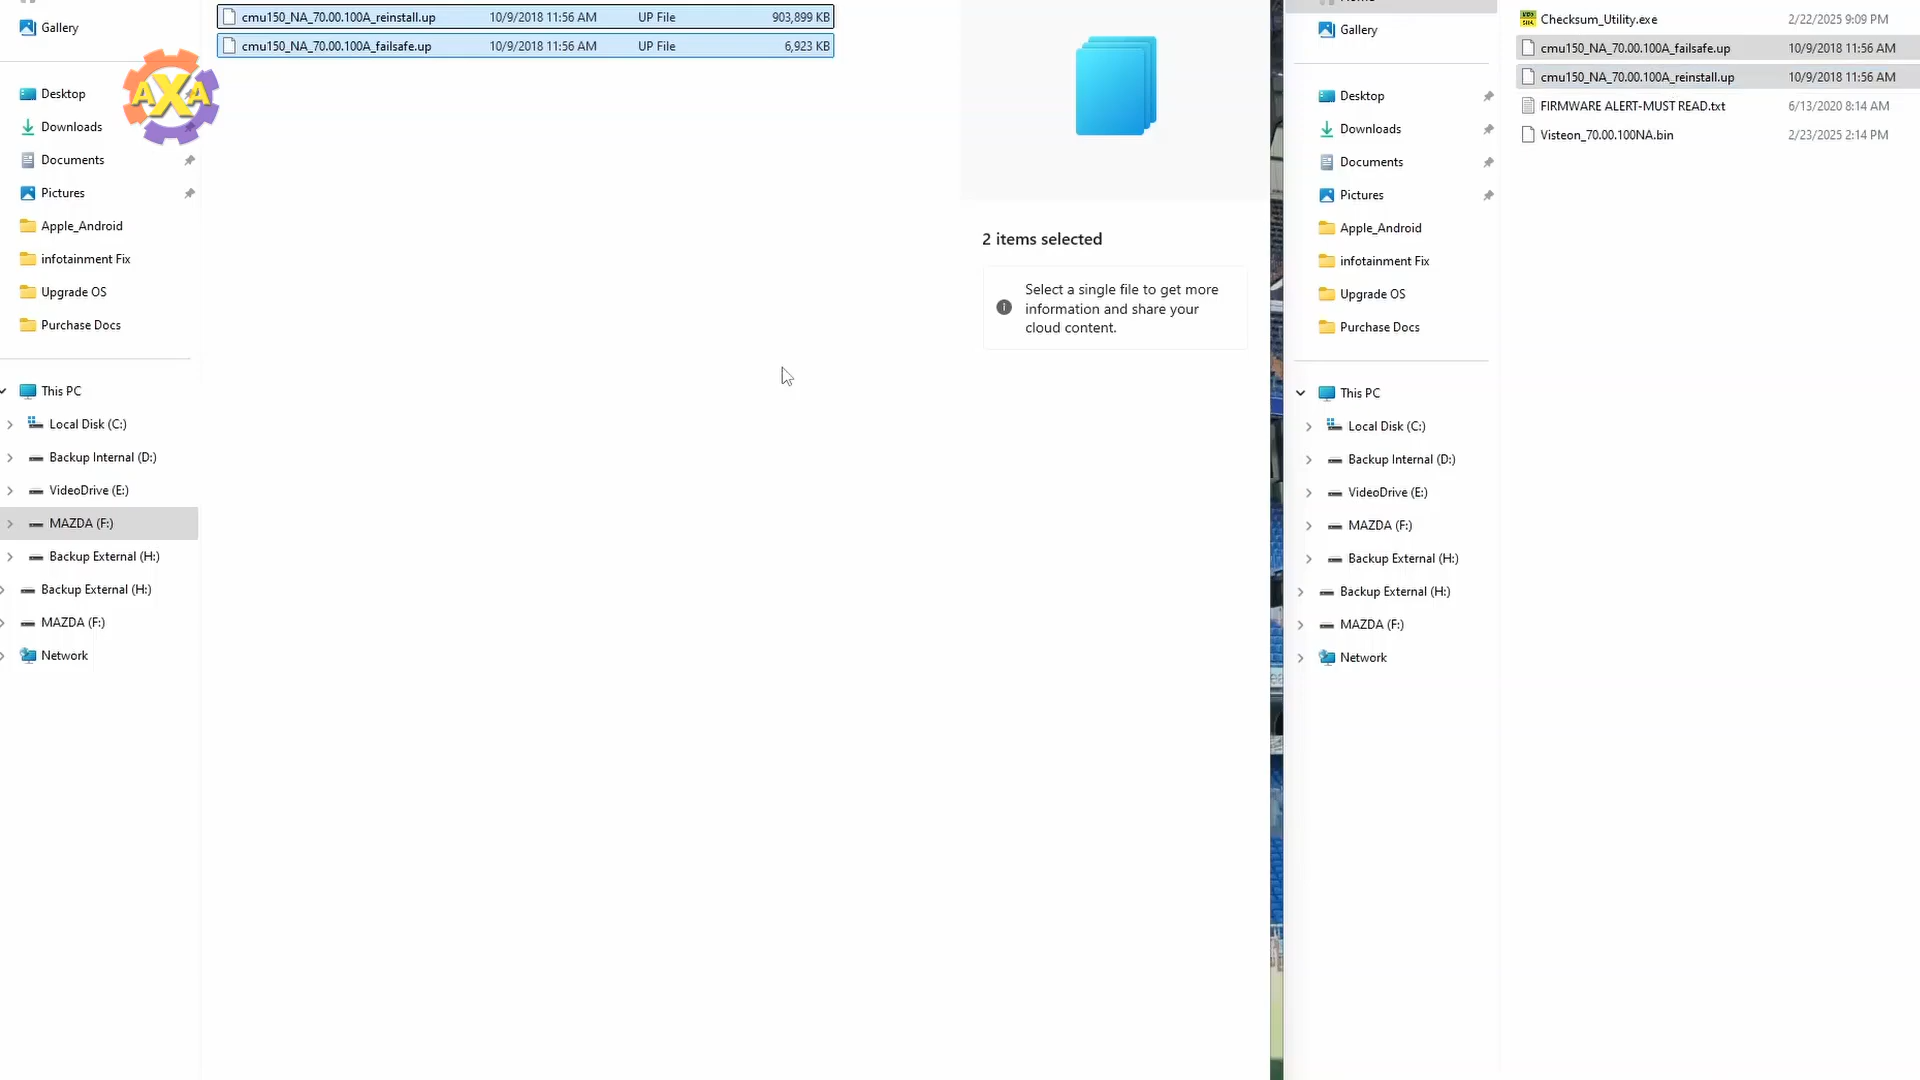 cmu150_NA_70.00.100A_reinstall.up 10/9/2018 11:56 AM UP File 903,899 KB
cmu150_NA_70.00.100A_failsafe.up 10/9/2018 11:56 AM UP File 6,923 KB
Gallery
Desktop
Downloads
Documents
Pictures
Apple_Android
infotainment Fix
Upgrade OS
Purchase Docs
This PC
Local Disk (C:)
Backup Internal (D:)
VideoDrive (E:)
MAZDA (F:)
Backup External (H:)
Backup External (H:)
MAZDA (F:)
Network
AXA
2 items selected
Select a single file to get more
information and share your
cloud content.
Home
Gallery
Desktop
Downloads
Documents
Pictures
Apple_Android
infotainment Fix
Upgrade OS
Purchase Docs
This PC
Local Disk (C:)
Backup Internal (D:)
VideoDrive (E:)
MAZDA (F:)
Backup External (H:)
Backup External (H:)
MAZDA (F:)
Network
Checksum_Utility.exe 2/22/2025 9:09 PM
cmu150_NA_70.00.100A_failsafe.up 10/9/2018 11:56 AM
cmu150_NA_70.00.100A_reinstall.up 10/9/2018 11:56 AM
FIRMWARE ALERT-MUST READ.txt 6/13/2020 8:14 AM
Visteon_70.00.100NA.bin 2/23/2025 2:14 PM